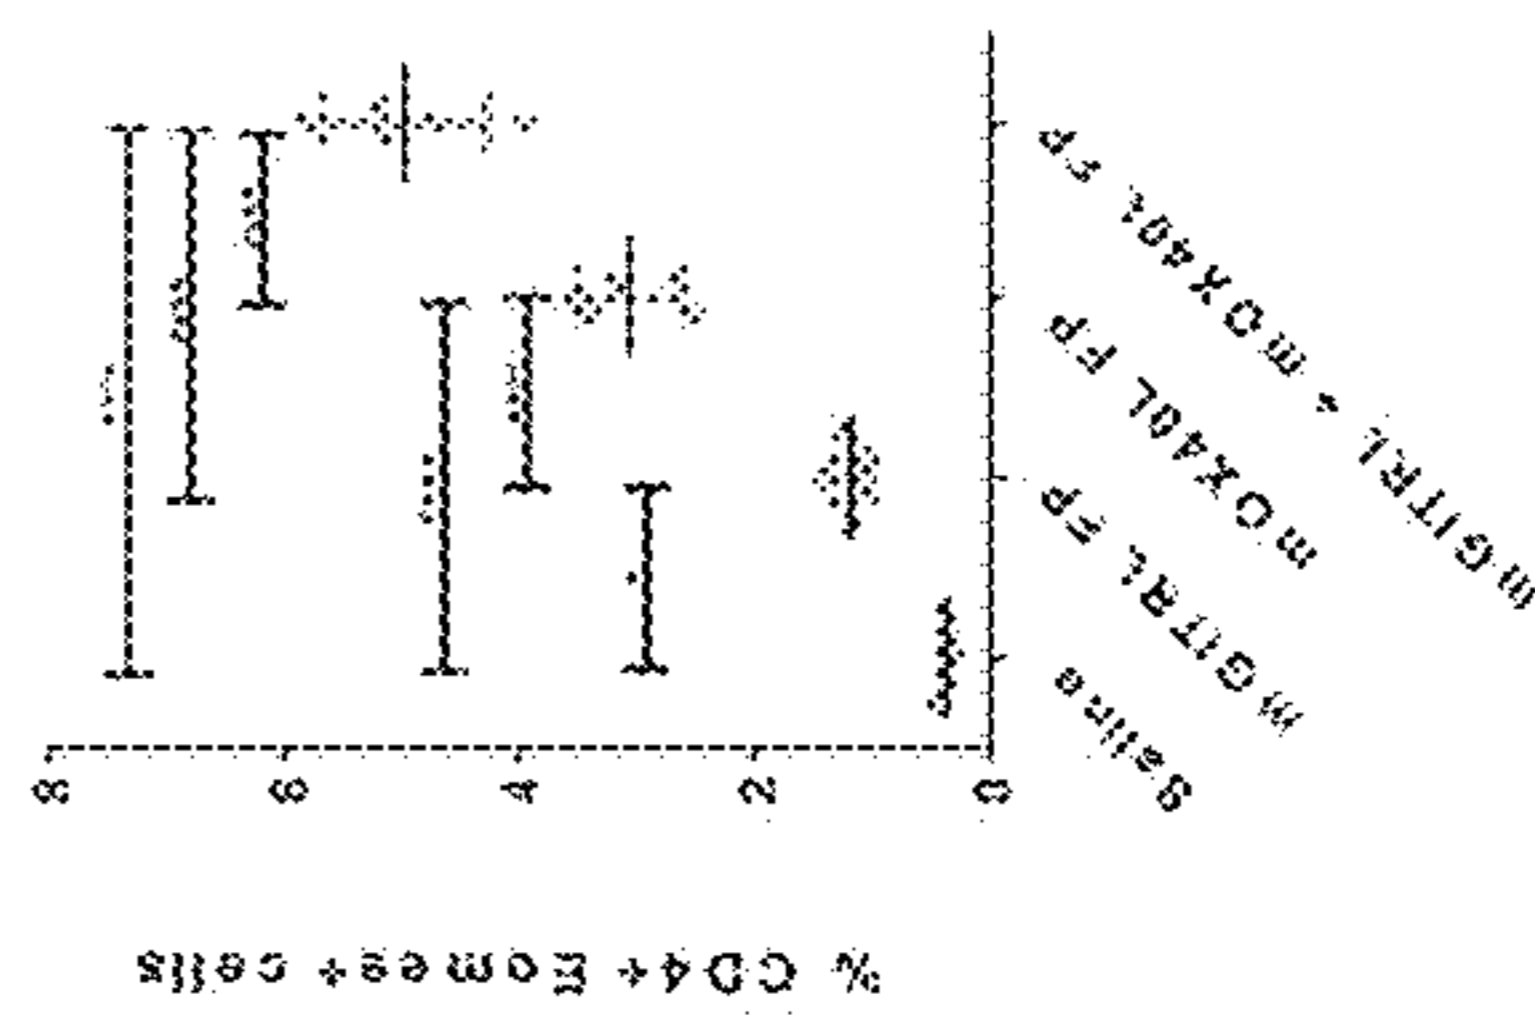 % CD4+ Eomes+ cells
8
6
4
2
0
Saline
mGITRL FP
mOX40L FP
mGITRL + mOX40L FP